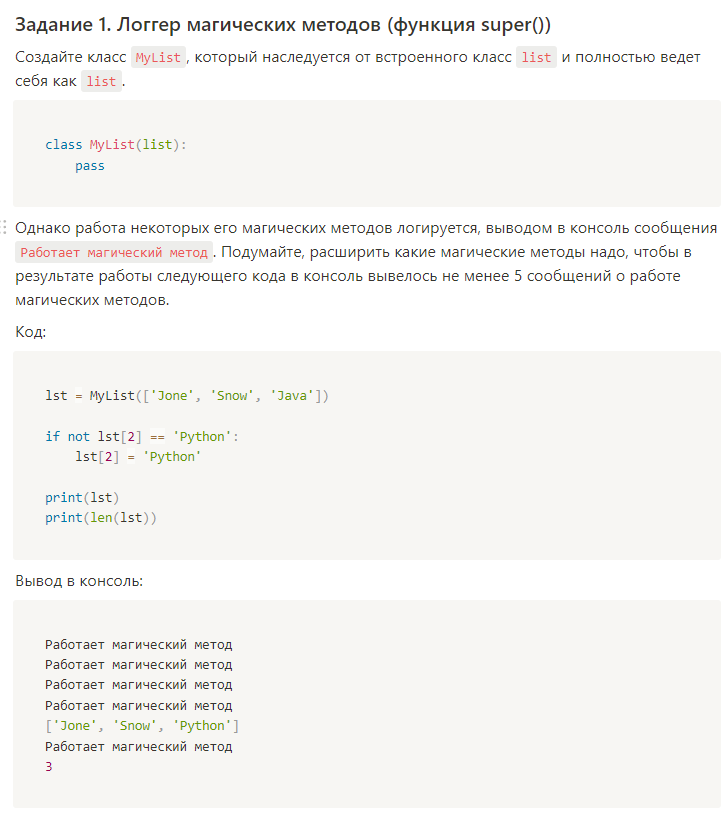 Задание 1. Логгер магических методов (функция super())
Создайте класс MyList, который наследуется от встроенного класс list и полностью ведет
себя как list.
class MyList(list):
    pass
Однако работа некоторых его магических методов логируется, выводом в консоль сообщения
Работает магический метод. Подумайте, расширить какие магические методы надо, чтобы в
результате работы следующего кода в консоль вывелось не менее 5 сообщений о работе
магических методов.
Код:
lst = MyList(['Jone', 'Snow', 'Java'])
if not lst[2] == 'Python':
    lst[2] = 'Python'
print(lst)
print(len(lst))
Вывод в консоль:
Работает магический метод
Работает магический метод
Работает магический метод
Работает магический метод
['Jone', 'Snow', 'Python']
Работает магический метод
3